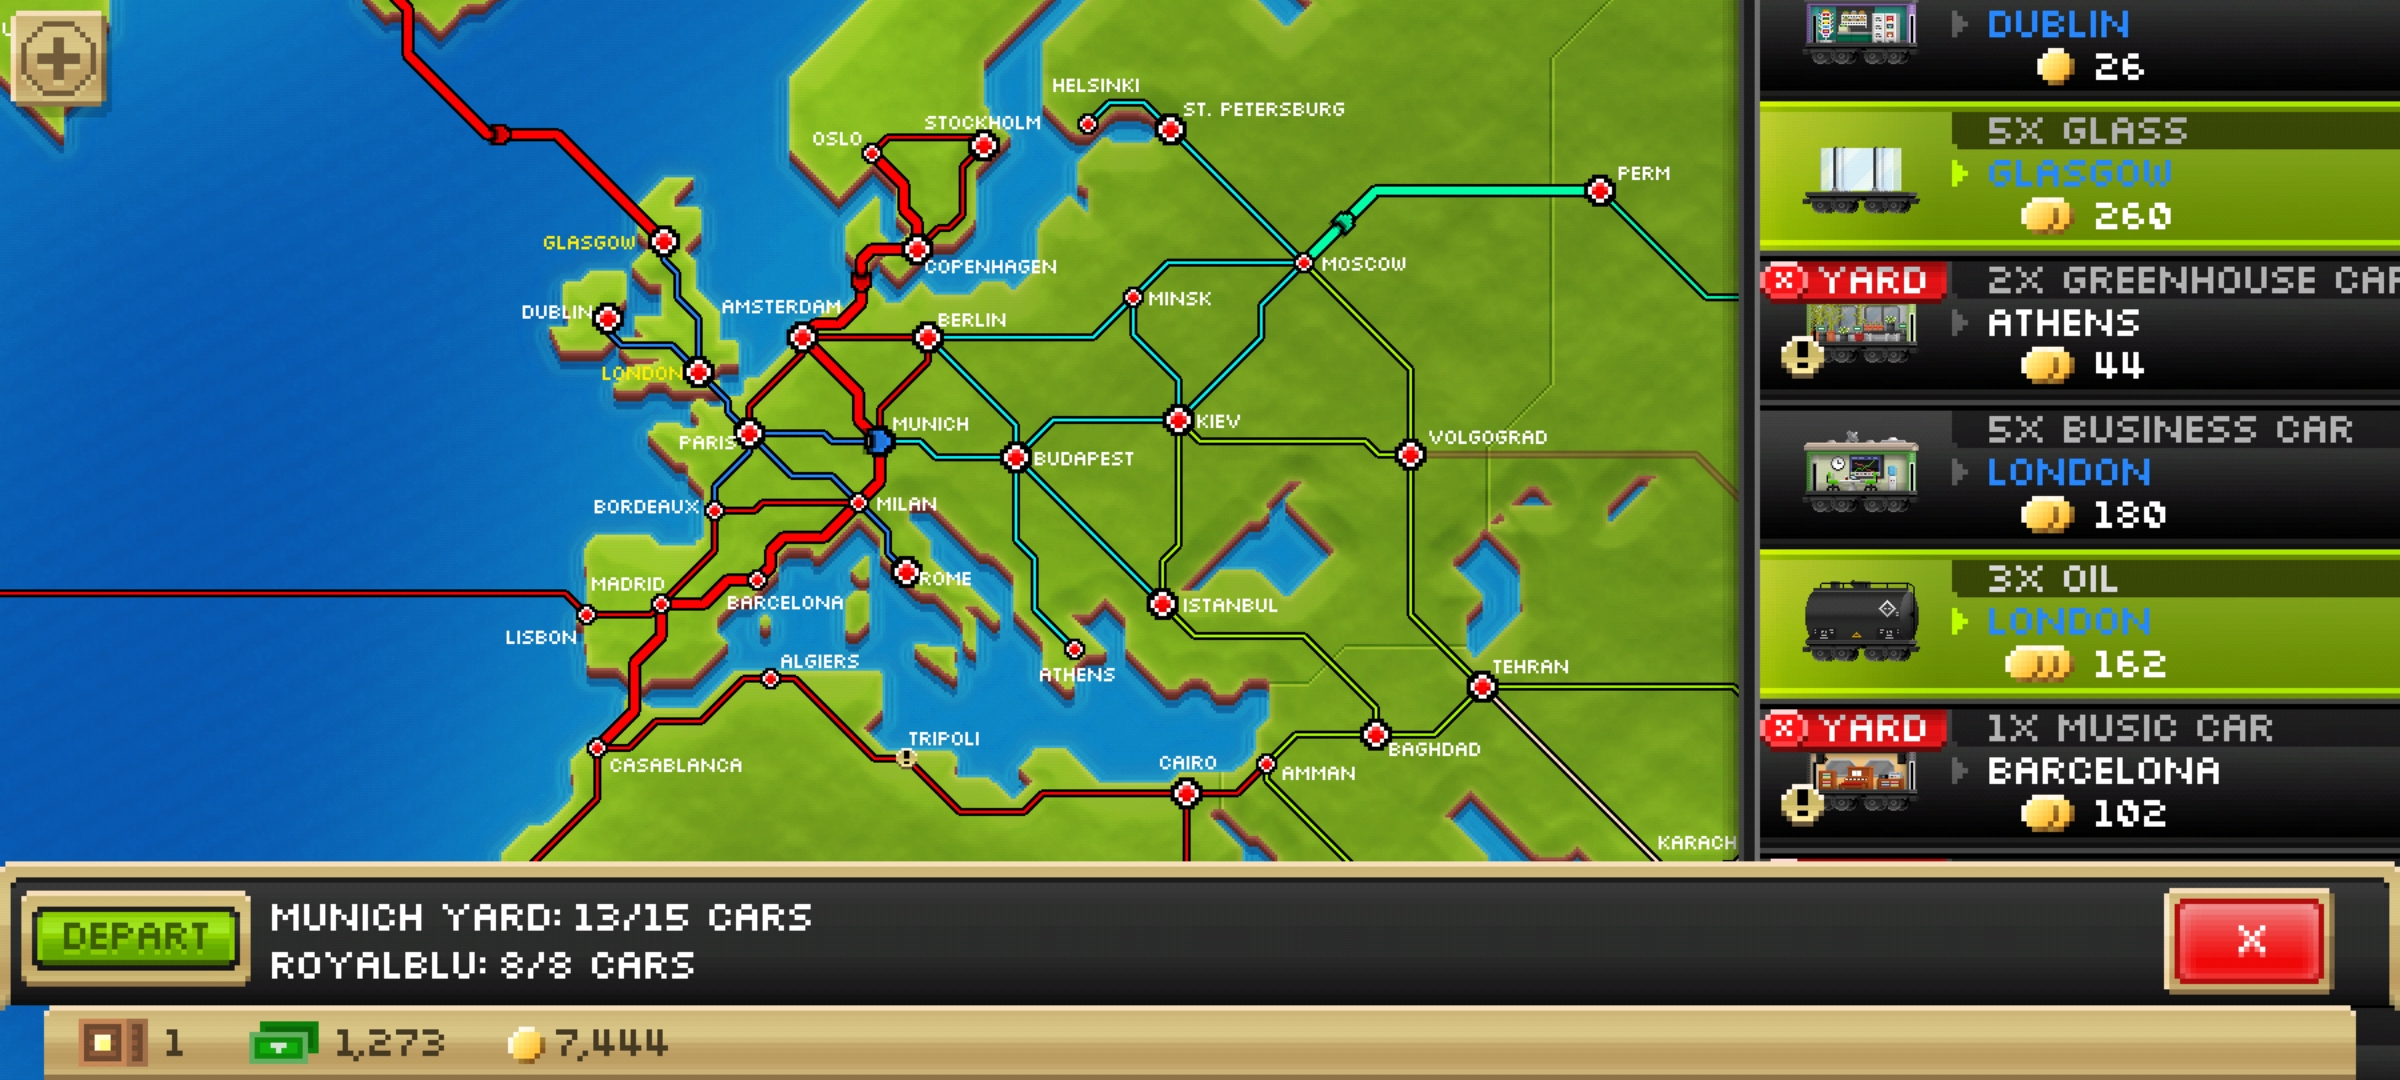 HELSINKI
ST. PETERSBURG
STOCKHOLM
OSLO
PERM
GLASGOW
COPENHAGEN
MOSCOW
MINSK
AMSTERDAM
DUBLIN
BERLIN
LONDON
MUNICH
KIEV
PARIS
VOLGOGRAD
BUDAPEST
BORDEAUX
MILAN
MADRID
ROME
BARCELONA
ISTANBUL
LISBON
ALGIERS
ATHENS
TEHRAN
TRIPOLI
BAGHDAD
CASABLANCA
CAIRO
AMMAN
KARACH
DUBLIN
26
5X GLASS
GLASGOW
260
YARD
2X GREENHOUSE CAR
ATHENS
44
5X BUSINESS CAR
LONDON
180
3X OIL
LONDON
162
YARD
1X MUSIC CAR
BARCELONA
102
DEPART
MUNICH YARD: 13/15 CARS
ROYALBLU: 8/8 CARS
X
1
1,273
7,444